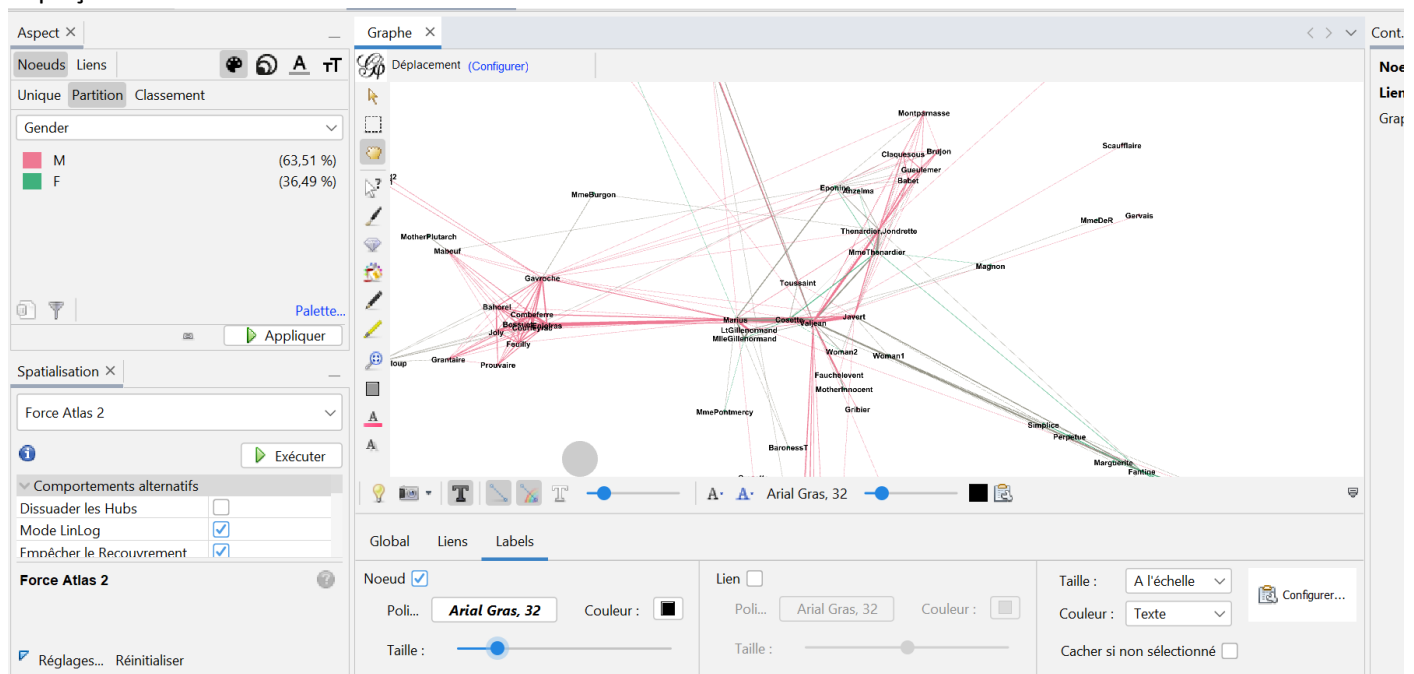 Aspect
Graphe
Cont.
Noeuds Liens
A
TT
Déplacement (Configurer)
Unique Partition Classement
Gender
M (63,51 %)
F (36,49 %)
Palette...
Appliquer
Spatialisation
Force Atlas 2
Exécuter
Comportements alternatifs
Dissuader les Hubs
Mode LinLog
Empêcher le Recouvrement
Force Atlas 2
Réglages... Réinitialiser
Montparnasse
Claquesous Brujon
Gueulemer
Babet
Scaufflaire
MmeBurgon
Eponine Anzelma
MmeDeR Gervais
MotherPlutarch
Mabeuf
Thenardier Jondrette
MmeThenardier
Magnon
Gavroche
Toussaint
Bahorel
Combeferre
Joly
Feuilly
Marius Cosette Valjean Javert
LtGillenormand
MlleGillenormand
Woman2 Woman1
loup Grantaire Prouvaire
Fauchelevent
MotherInnocent
Gribier
MmePontmercy
BaronessT
Simplice
Perpetue
Marguerite
Fantine
A A Arial Gras, 32
Global Liens Labels
Noeud
Poli... Arial Gras, 32 Couleur :
Taille :
Lien
Poli... Arial Gras, 32 Couleur :
Taille :
Taille : A l'échelle
Couleur : Texte
Configurer...
Cacher si non sélectionné